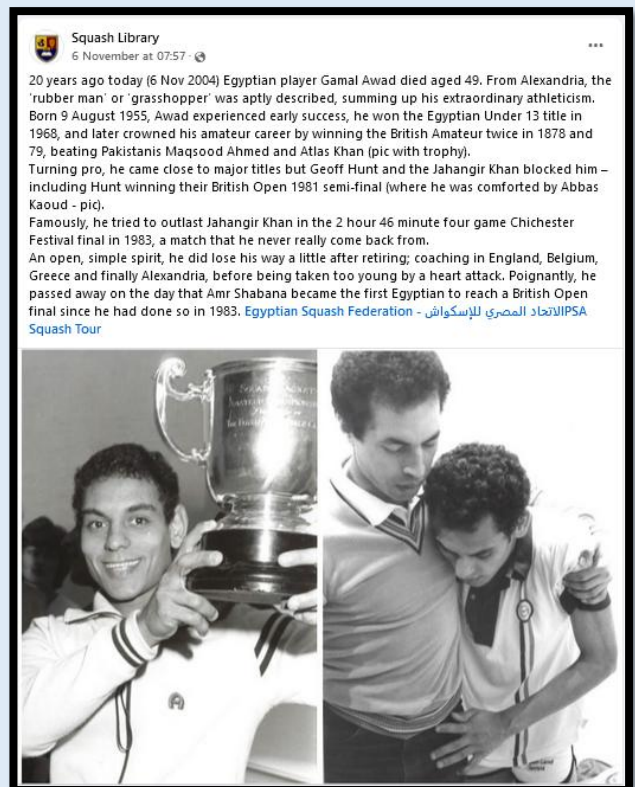 Squash Library
6 November at 07:57 ·
20 years ago today (6 Nov 2004) Egyptian player Gamal Awad died aged 49. From Alexandria, the
'rubber man' or 'grasshopper' was aptly described, summing up his extraordinary athleticism.
Born 9 August 1955, Awad experienced early success, he won the Egyptian Under 13 title in
1968, and later crowned his amateur career by winning the British Amateur twice in 1878 and
79, beating Pakistanis Maqsood Ahmed and Atlas Khan (pic with trophy).
Turning pro, he came close to major titles but Geoff Hunt and the Jahangir Khan blocked him –
including Hunt winning their British Open 1981 semi-final (where he was comforted by Abbas
Kaoud - pic).
Famously, he tried to outlast Jahangir Khan in the 2 hour 46 minute four game Chichester
Festival final in 1983, a match that he never really come back from.
An open, simple spirit, he did lose his way a little after retiring; coaching in England, Belgium,
Greece and finally Alexandria, before being taken too young by a heart attack. Poignantly, he
passed away on the day that Amr Shabana became the first Egyptian to reach a British Open
final since he had done so in 1983. Egyptian Squash Federation - الاتحاد المصري للإسكواشPSA
Squash Tour